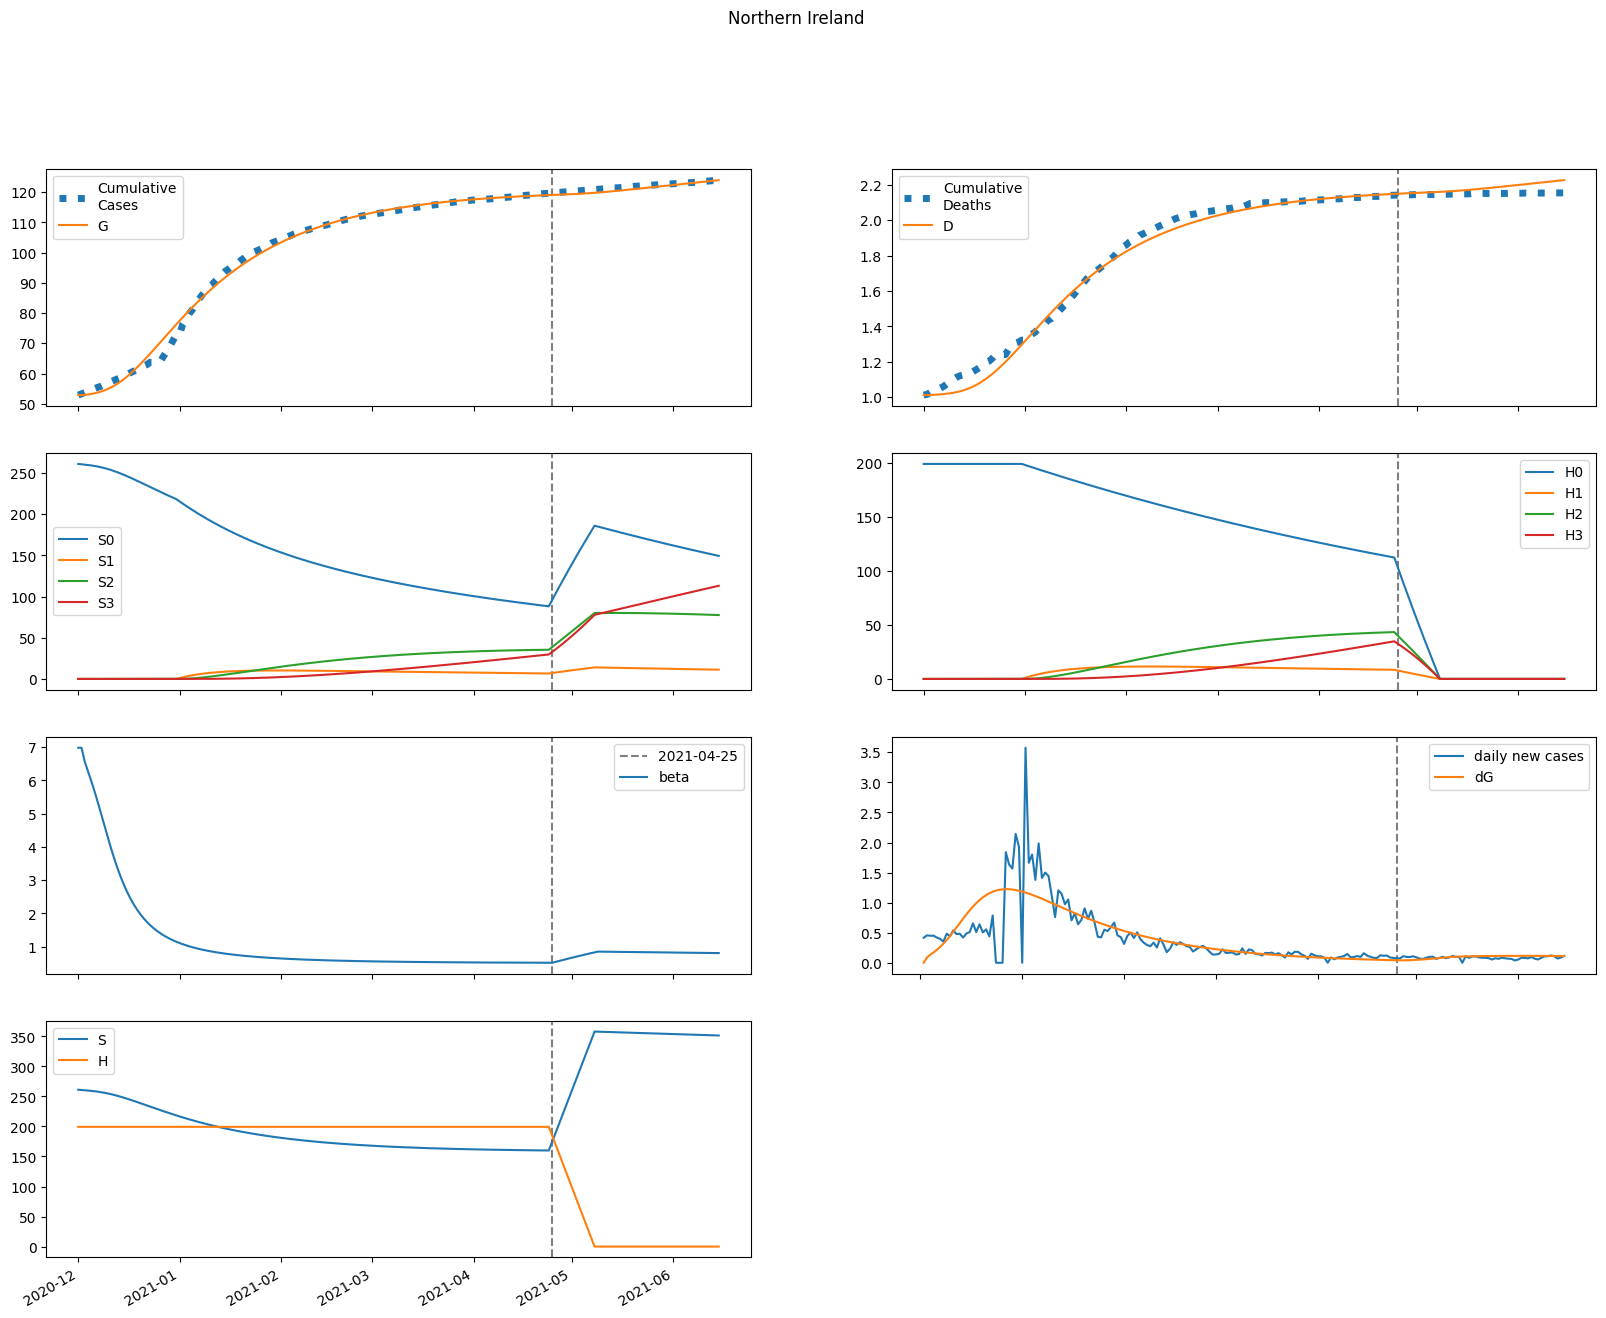 Northern Ireland
Cumulative
Cases
G
120
110
100
90
80
70
60
50
Cumulative
Deaths
D
2.2
2.0
1.8
1.6
1.4
1.2
1.0
250
200
150
100
50
0
S0
S1
S2
S3
200
150
100
50
0
H0
H1
H2
H3
7
6
5
4
3
2
1
2021-04-25
beta
3.5
3.0
2.5
2.0
1.5
1.0
0.5
0.0
daily new cases
dG
350
300
250
200
150
100
50
0
S
H
2020-12
2021-01
2021-02
2021-03
2021-04
2021-05
2021-06